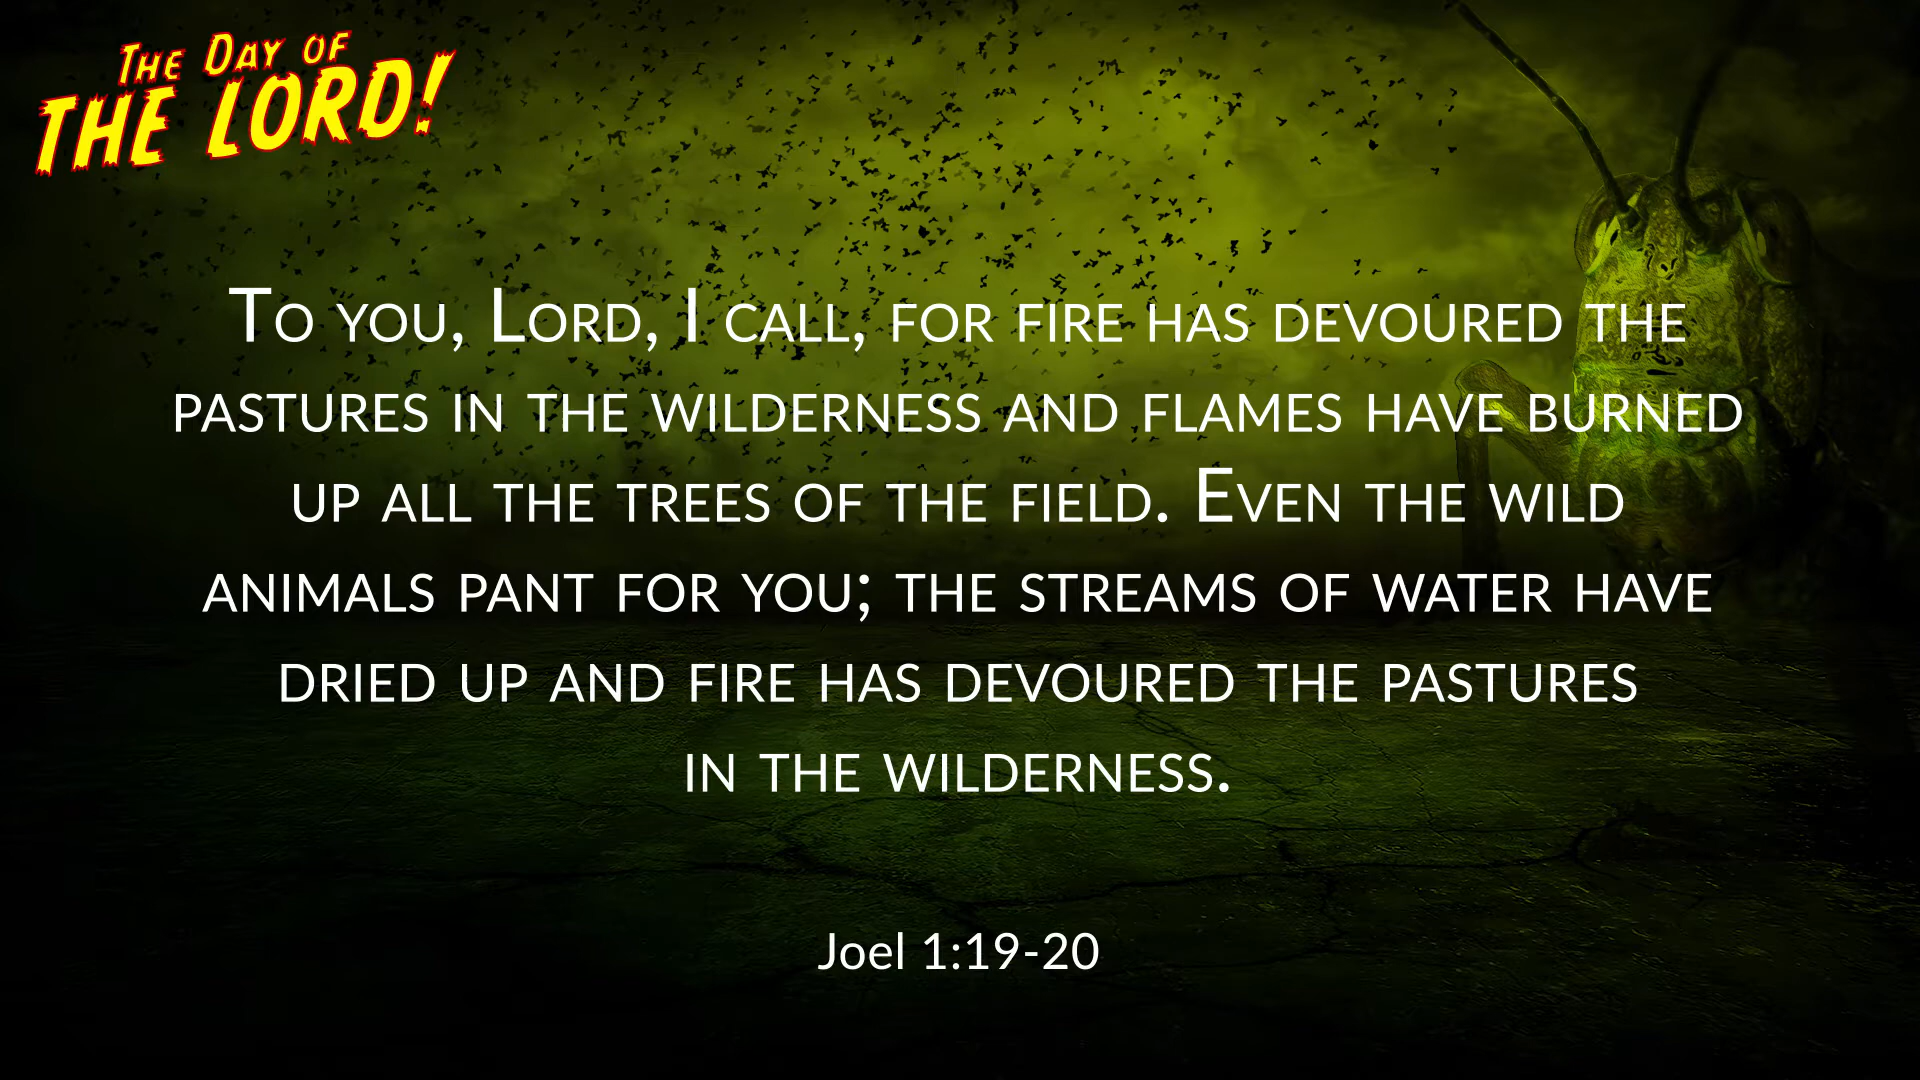 The Day of
THE LORD!
To you, Lord, I call, for fire has devoured the
pastures in the wilderness and flames have burned
up all the trees of the field. Even the wild
animals pant for you; the streams of water have
dried up and fire has devoured the pastures
in the wilderness.
Joel 1:19-20